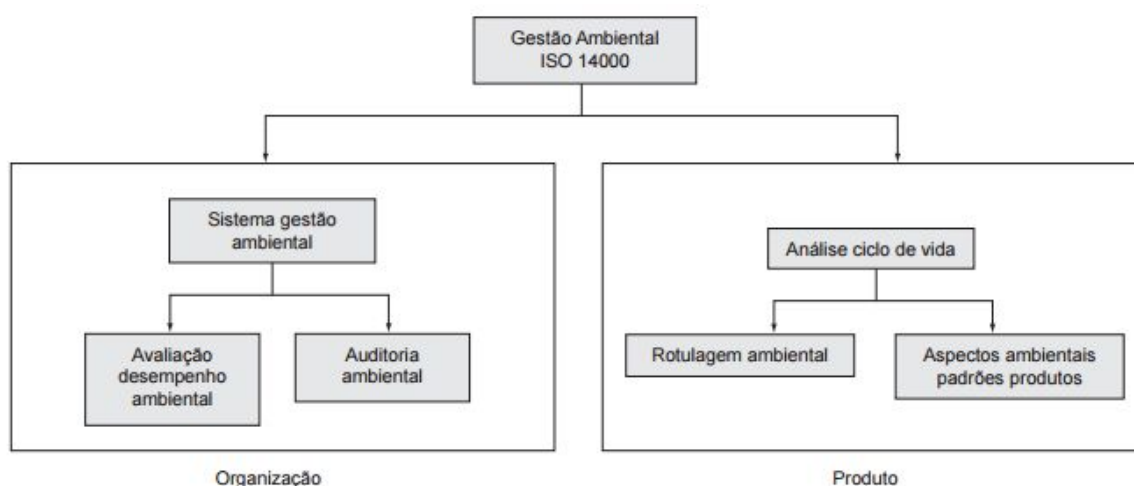 Gestão Ambiental
ISO 14000
Sistema gestão
ambiental
Avaliação
desempenho
ambiental
Auditoria
ambiental
Organização
Análise ciclo de vida
Rotulagem ambiental
Aspectos ambientais
padrões produtos
Produto